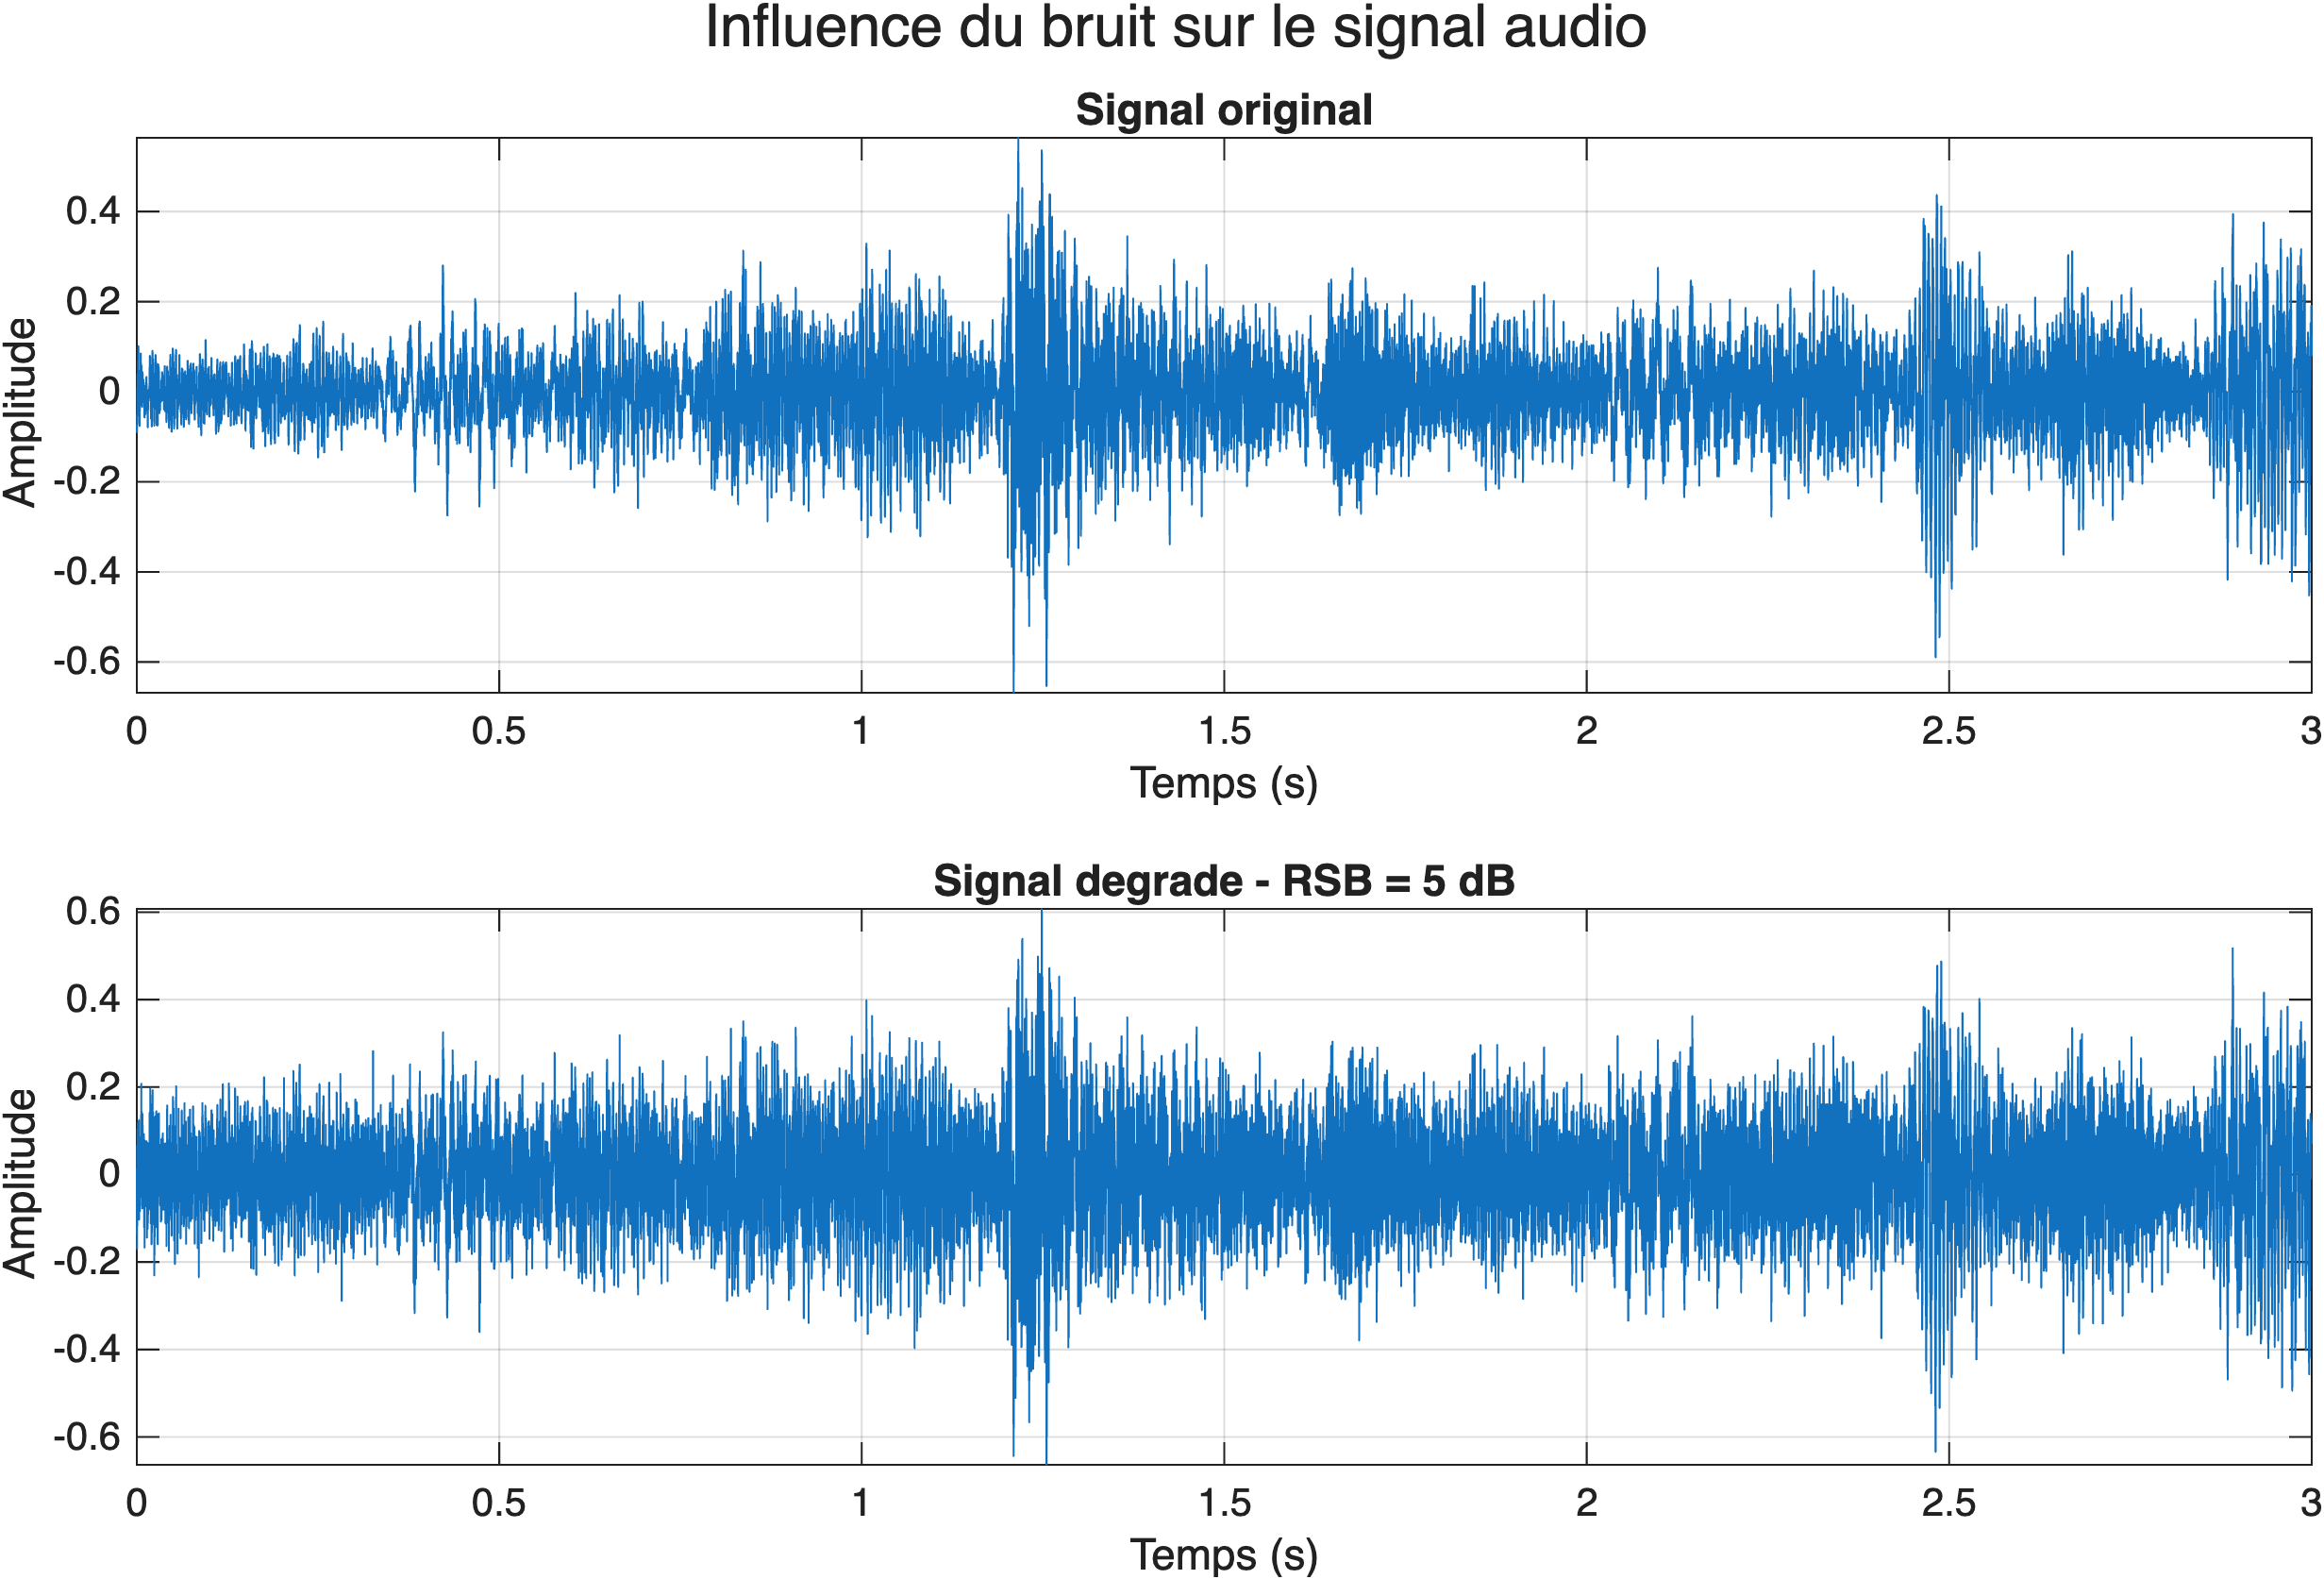 Influence du bruit sur le signal audio
Signal original
Amplitude
0.4
0.2
0
-0.2
-0.4
-0.6
0 0.5 1 1.5 2 2.5 3
Temps (s)
Signal degrade - RSB = 5 dB
Amplitude
0.6
0.4
0.2
0
-0.2
-0.4
-0.6
0 0.5 1 1.5 2 2.5 3
Temps (s)